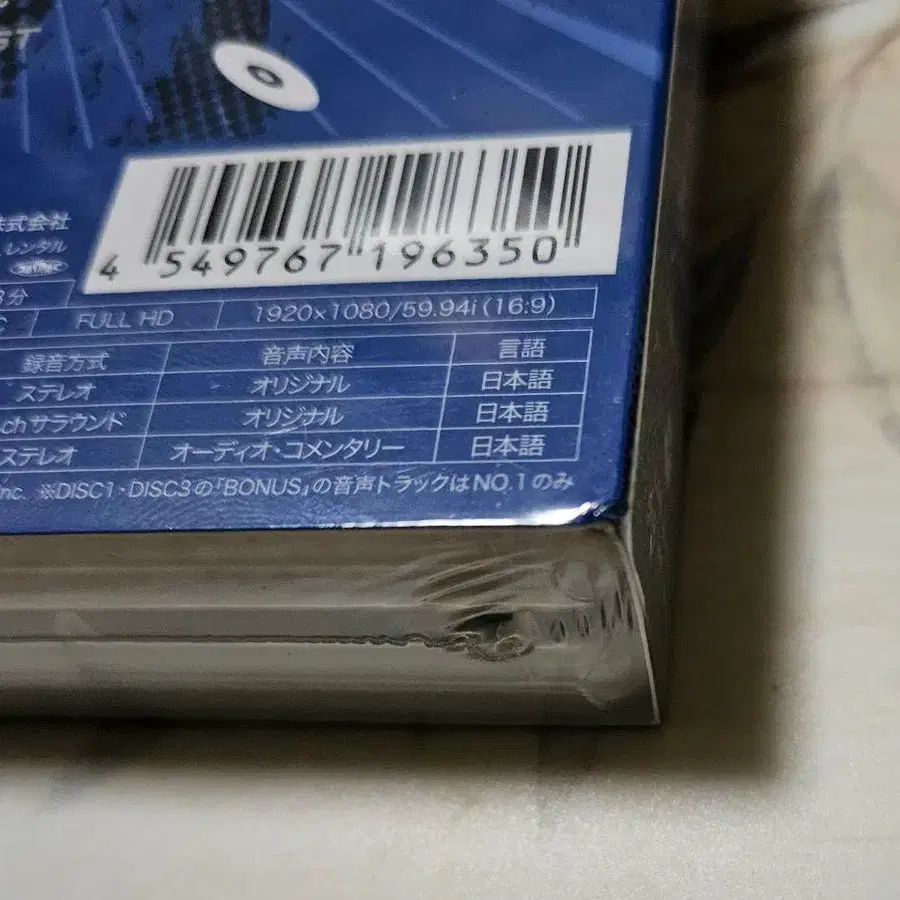 ST
4 549767 196350
株式会社
レンタル
分
FULL HD 1920×1080/59.94i(16:9)
録音方式 音声内容 言語
ステレオ オリジナル 日本語
chサラウンド オリジナル 日本語
ステレオ オーディオ・コメンタリー 日本語
Inc. ※DISC1・DISC3の「BONUS」の音声トラックはNO.1のみ